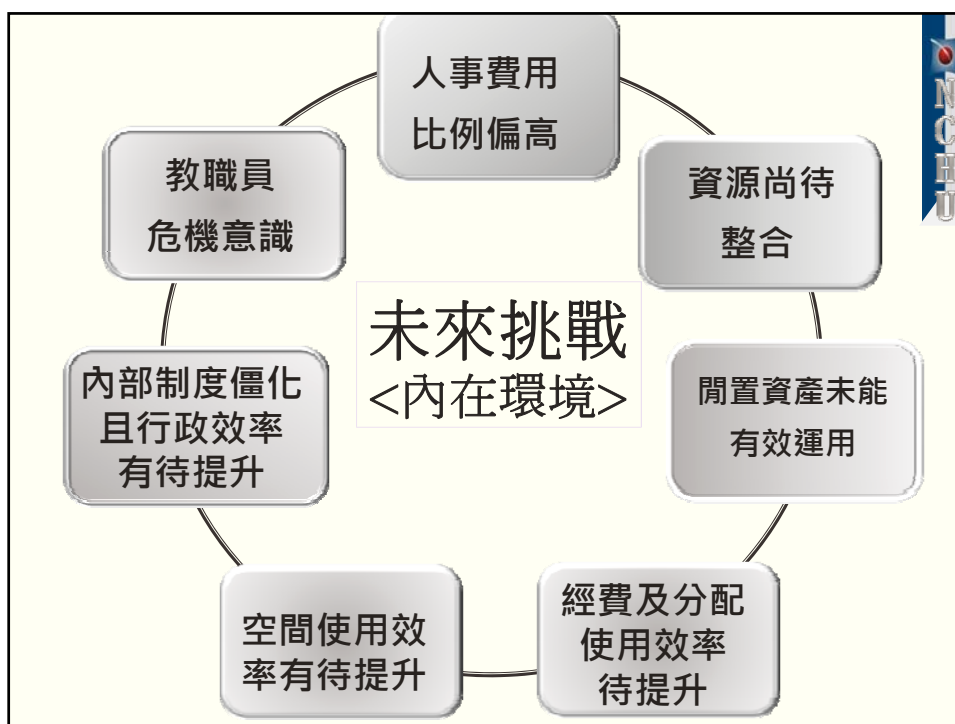 人事費用
比例偏高
資源尚待
整合
閒置資產未能
有效運用
經費及分配
使用效率
待提升
空間使用效
率有待提升
內部制度僵化
且行政效率
有待提升
教職員
危機意識
未來挑戰
<內在環境>
NCHU